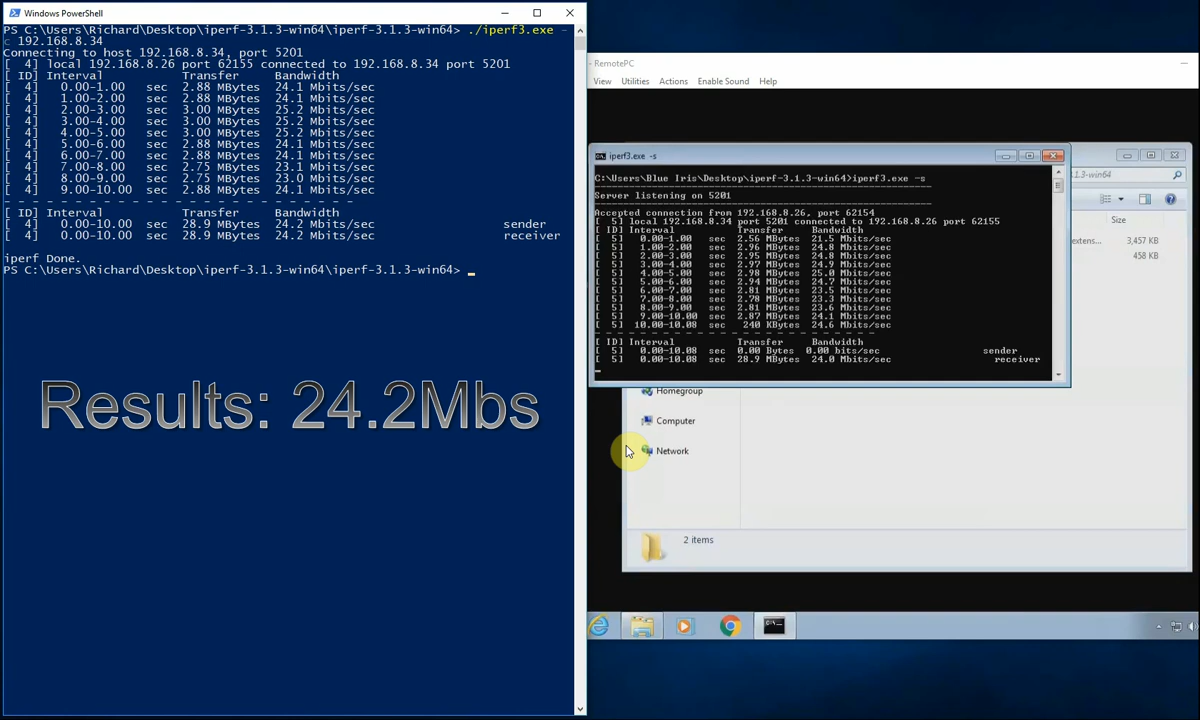 Windows PowerShell
PS C:\Users\Richard\Desktop\iperf-3.1.3-win64\iperf-3.1.3-win64> ./iperf3.exe -
c 192.168.8.34
Connecting to host 192.168.8.34, port 5201
[  4] local 192.168.8.26 port 62155 connected to 192.168.8.34 port 5201
[ ID] Interval Transfer Bandwidth
[  4] 0.00-1.00 sec 2.88 MBytes 24.1 Mbits/sec
[  4] 1.00-2.00 sec 2.88 MBytes 24.1 Mbits/sec
[  4] 2.00-3.00 sec 3.00 MBytes 25.2 Mbits/sec
[  4] 3.00-4.00 sec 3.00 MBytes 25.2 Mbits/sec
[  4] 4.00-5.00 sec 3.00 MBytes 25.2 Mbits/sec
[  4] 5.00-6.00 sec 2.88 MBytes 24.1 Mbits/sec
[  4] 6.00-7.00 sec 2.88 MBytes 24.1 Mbits/sec
[  4] 7.00-8.00 sec 2.75 MBytes 23.1 Mbits/sec
[  4] 8.00-9.00 sec 2.75 MBytes 23.0 Mbits/sec
[  4] 9.00-10.00 sec 2.88 MBytes 24.1 Mbits/sec
- - - - - - - - - - - - - - - - - - - - - - - - -
[ ID] Interval Transfer Bandwidth
[  4] 0.00-10.00 sec 28.9 MBytes 24.2 Mbits/sec sender
[  4] 0.00-10.00 sec 28.9 MBytes 24.2 Mbits/sec receiver
iperf Done.
PS C:\Users\Richard\Desktop\iperf-3.1.3-win64\iperf-3.1.3-win64>
Results: 24.2Mbs
- RemotePC
View Utilities Actions Enable Sound Help
iperf3.exe -s
C:\Users\Blue Iris\Desktop\iperf-3.1.3-win64>iperf3.exe -s
-----------------------------------------------------------
Server listening on 5201
-----------------------------------------------------------
Accepted connection from 192.168.8.26, port 62154
[  5] local 192.168.8.34 port 5201 connected to 192.168.8.26 port 62155
[ ID] Interval Transfer Bandwidth
[  5] 0.00-1.00 sec 2.56 MBytes 21.5 Mbits/sec
[  5] 1.00-2.00 sec 2.96 MBytes 24.8 Mbits/sec
[  5] 2.00-3.00 sec 2.95 MBytes 24.8 Mbits/sec
[  5] 3.00-4.00 sec 2.97 MBytes 24.9 Mbits/sec
[  5] 4.00-5.00 sec 2.98 MBytes 25.0 Mbits/sec
[  5] 5.00-6.00 sec 2.94 MBytes 24.7 Mbits/sec
[  5] 6.00-7.00 sec 2.81 MBytes 23.5 Mbits/sec
[  5] 7.00-8.00 sec 2.78 MBytes 23.3 Mbits/sec
[  5] 8.00-9.00 sec 2.81 MBytes 23.6 Mbits/sec
[  5] 9.00-10.00 sec 2.87 MBytes 24.1 Mbits/sec
[  5] 10.00-10.08 sec 240 KBytes 24.6 Mbits/sec
- - - - - - - - - - - - - - - - - - - - - - - - -
[ ID] Interval Transfer Bandwidth
[  5] 0.00-10.08 sec 0.00 Bytes 0.00 bits/sec sender
[  5] 0.00-10.08 sec 28.9 MBytes 24.0 Mbits/sec receiver
.1.3-win64
Size
extens... 3,457 KB
458 KB
Homegroup
Computer
Network
2 items